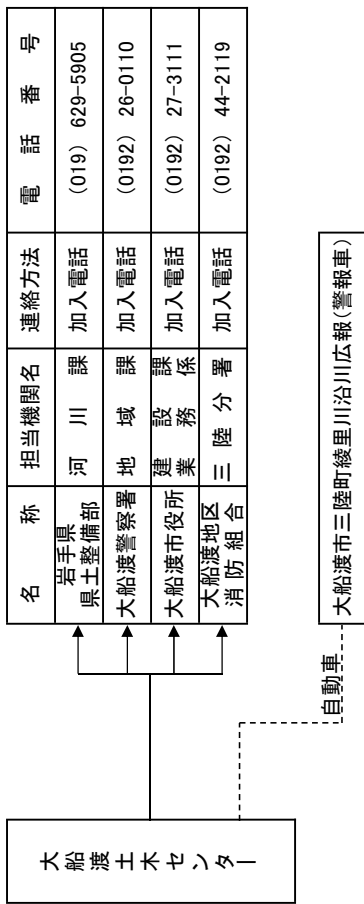 大船渡土木センター
名　　称 担当機関名 連絡方法 電　話　番　号
岩手県
県土整備部 河　川　課 加入電話 (019) 629-5905
大船渡警察署 地　域　課 加入電話 (0192) 26-0110
大船渡市役所 建　設　課
業　務　係 加入電話 (0192) 27-3111
大船渡地区
消防組合 三　陸　分　署 加入電話 (0192) 44-2119
自動車
大船渡市三陸町綾里川沿川広報(警報車)